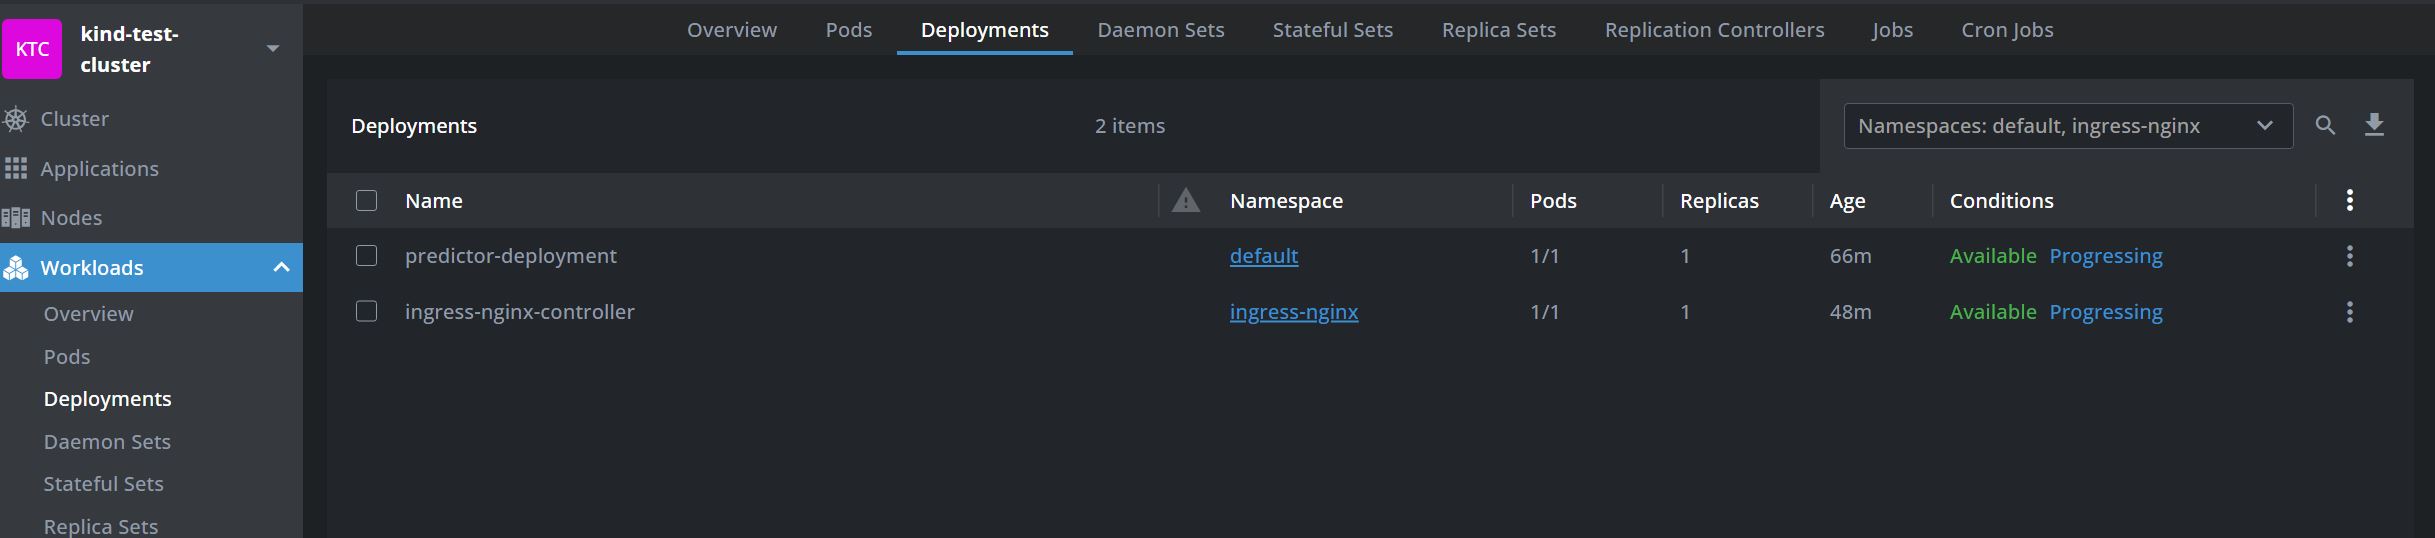 KTC
kind-test-
cluster
Cluster
Applications
Nodes
Workloads
Overview
Pods
Deployments
Daemon Sets
Stateful Sets
Replica Sets
Overview Pods Deployments Daemon Sets Stateful Sets Replica Sets Replication Controllers Jobs Cron Jobs
Deployments 2 items Namespaces: default, ingress-nginx
Name Namespace Pods Replicas Age Conditions
predictor-deployment default 1/1 1 66m Available Progressing
ingress-nginx-controller ingress-nginx 1/1 1 48m Available Progressing